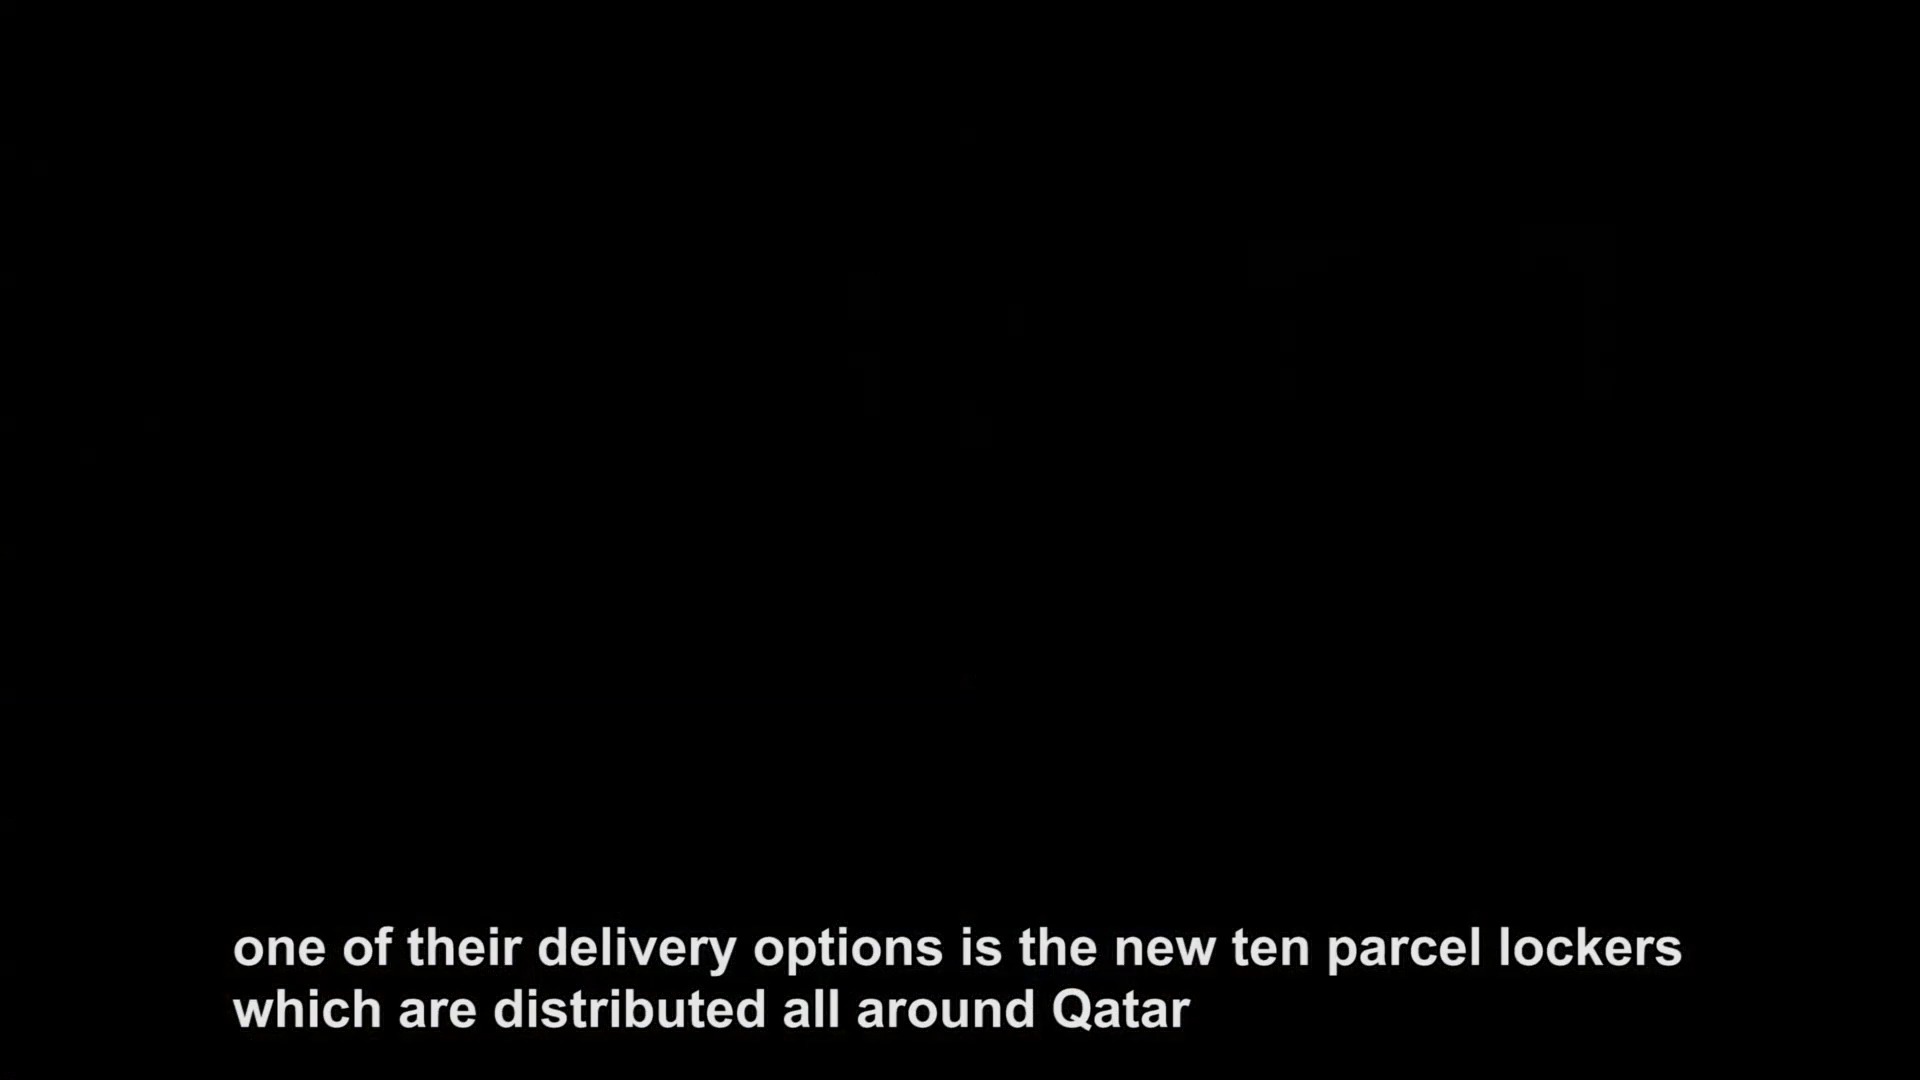 one of their delivery options is the new ten parcel lockers
which are distributed all around Qatar